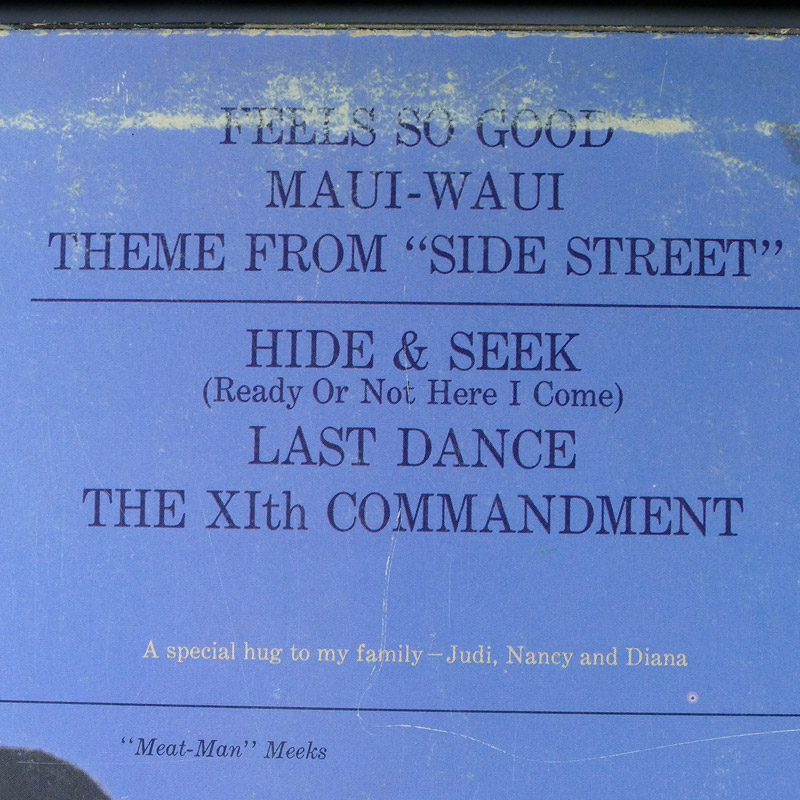 FEELS SO GOOD
MAUI-WAUI
THEME FROM “SIDE STREET”
HIDE & SEEK
(Ready Or Not Here I Come)
LAST DANCE
THE XIth COMMANDMENT
A special hug to my family—Judi, Nancy and Diana
“Meat-Man” Meeks